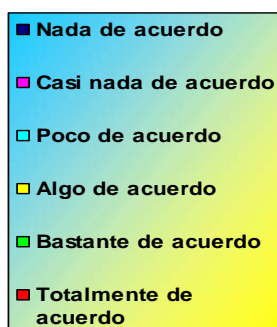 Nada de acuerdo
Casi nada de acuerdo
Poco de acuerdo
Algo de acuerdo
Bastante de acuerdo
Totalmente de
acuerdo